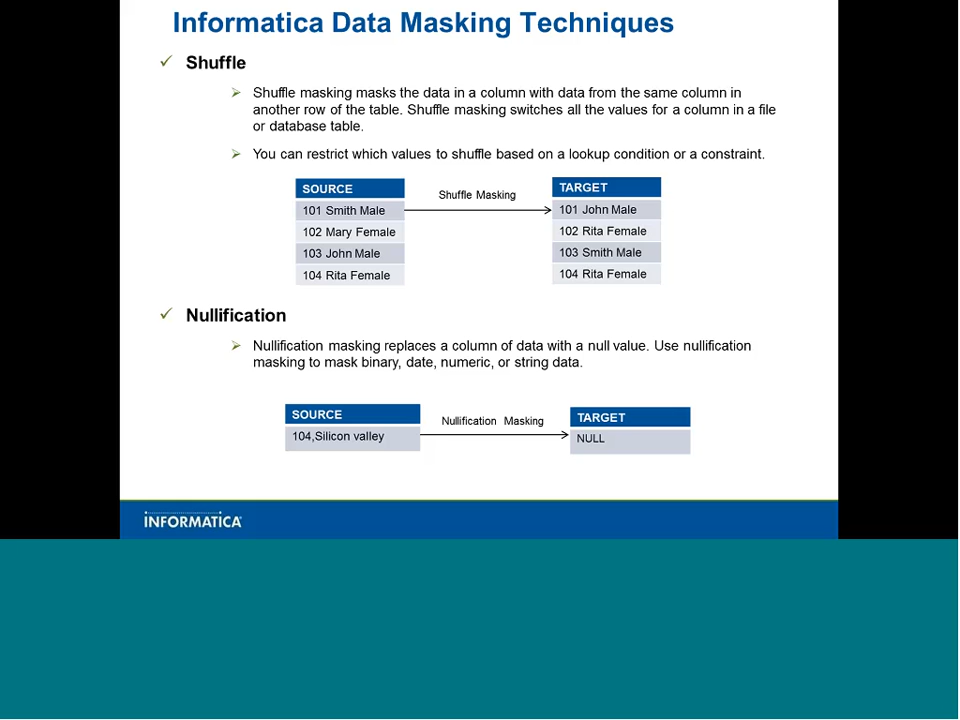 Informatica Data Masking Techniques
Shuffle
Shuffle masking masks the data in a column with data from the same column in
another row of the table. Shuffle masking switches all the values for a column in a file
or database table.
You can restrict which values to shuffle based on a lookup condition or a constraint.
SOURCE
101 Smith Male
102 Mary Female
103 John Male
104 Rita Female
Shuffle Masking
TARGET
101 John Male
102 Rita Female
103 Smith Male
104 Rita Female
Nullification
Nullification masking replaces a column of data with a null value. Use nullification
masking to mask binary, date, numeric, or string data.
SOURCE
104,Silicon valley
Nullification Masking
TARGET
NULL
INFORMATICA